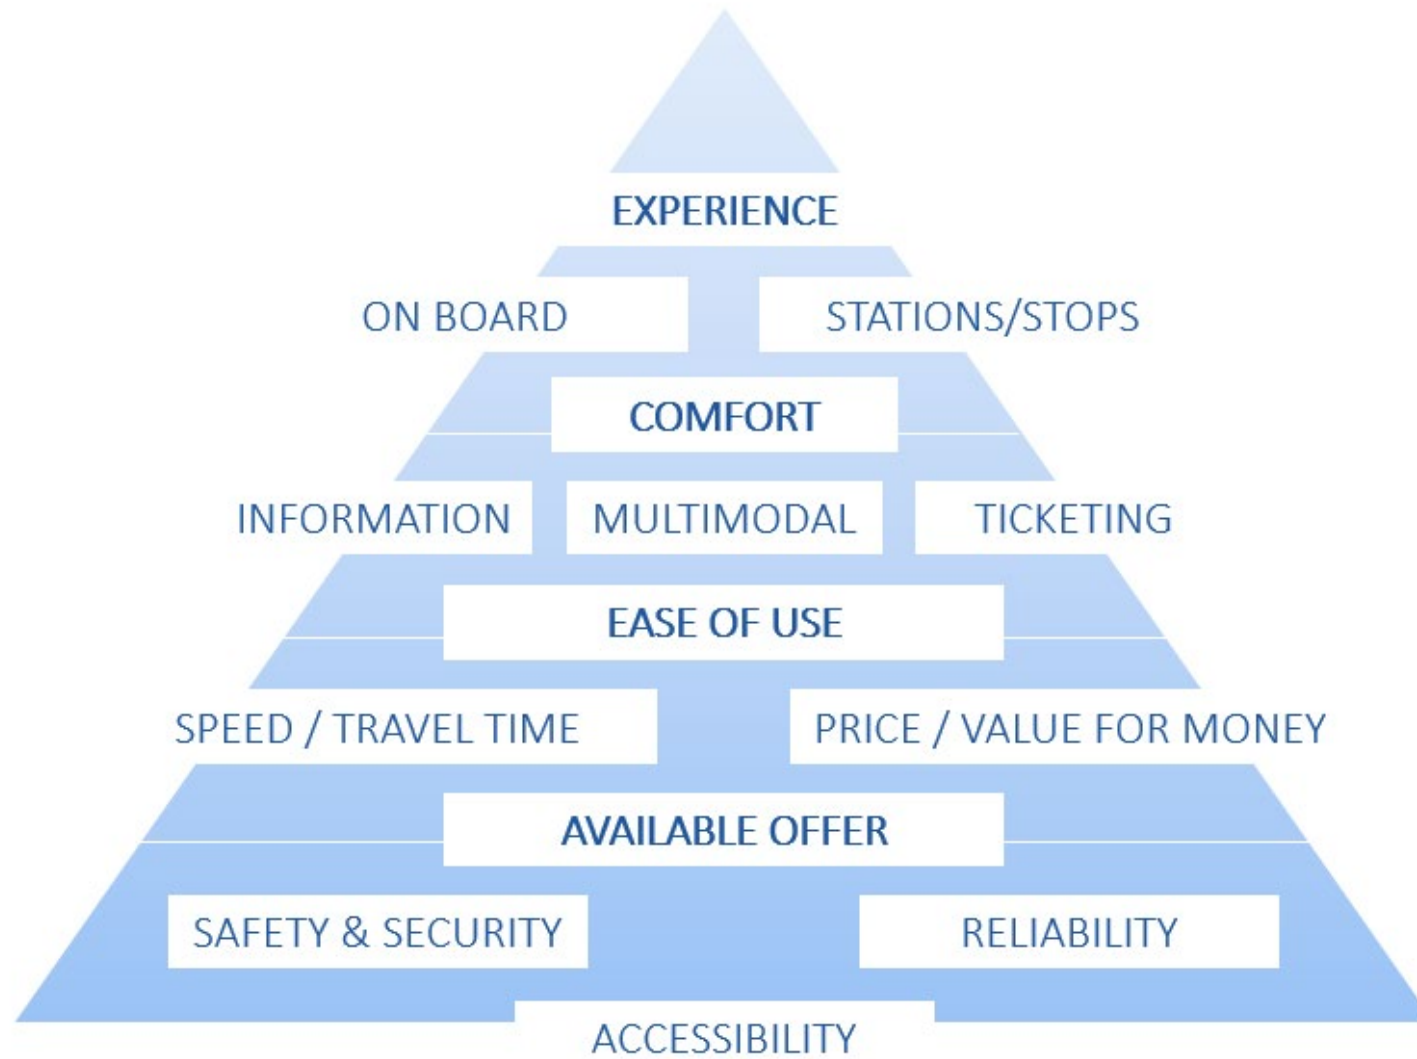 EXPERIENCE
ON BOARD
STATIONS/STOPS
COMFORT
INFORMATION
MULTIMODAL
TICKETING
EASE OF USE
SPEED / TRAVEL TIME
PRICE / VALUE FOR MONEY
AVAILABLE OFFER
SAFETY & SECURITY
RELIABILITY
ACCESSIBILITY